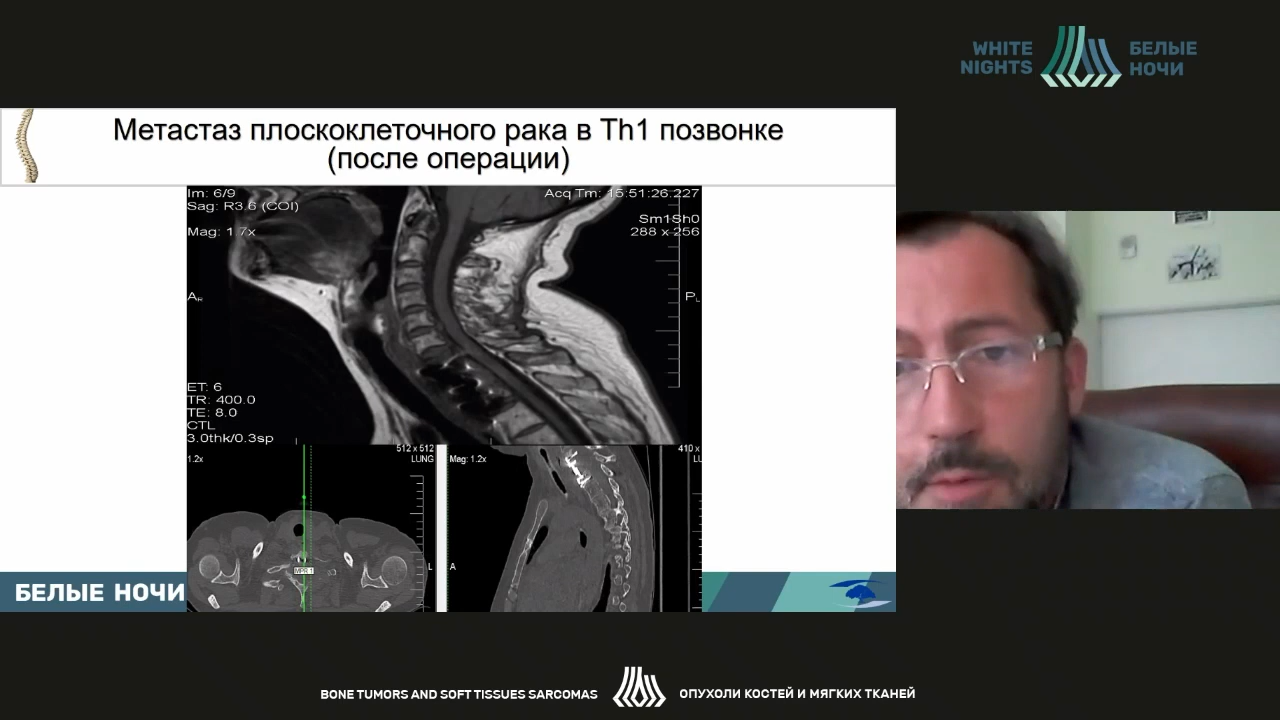 WHITE NIGHTS
БЕЛЫЕ НОЧИ
Метастаз плоскоклеточного рака в Th1 позвонке
(после операции)
Im: 6/9
Sag: R3.6 (COI)
Mag: 1.7x
Acq Tm: 15:51:26.227
Sm1Sh0
288 x 256
ET: 6
TR: 400.0
TE: 8.0
CTL
3.0thk/0.3sp
1.2x
512 x 512
LUNG
L
Mag: 1.2x
A
410 x
БЕЛЫЕ НОЧИ
BONE TUMORS AND SOFT TISSUES SARCOMAS
ОПУХОЛИ КОСТЕЙ И МЯГКИХ ТКАНЕЙ